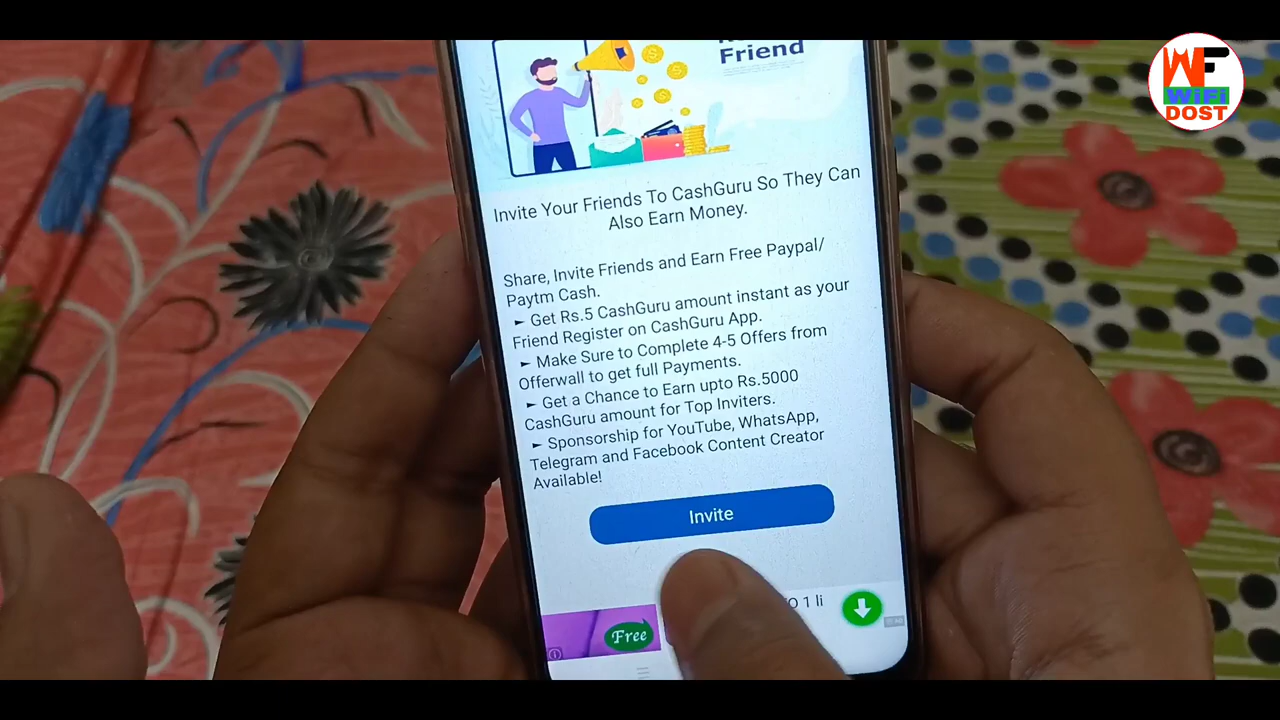 WF
WiFi
DOST
Friend
Invite Your Friends To CashGuru So They Can
Also Earn Money.
Share, Invite Friends and Earn Free Paypal/
Paytm Cash.
► Get Rs.5 CashGuru amount instant as your
Friend Register on CashGuru App.
► Make Sure to Complete 4-5 Offers from
Offerwall to get full Payments.
► Get a Chance to Earn upto Rs.5000
CashGuru amount for Top Inviters.
► Sponsorship for YouTube, WhatsApp,
Telegram and Facebook Content Creator
Available!
Invite
Free
1 li